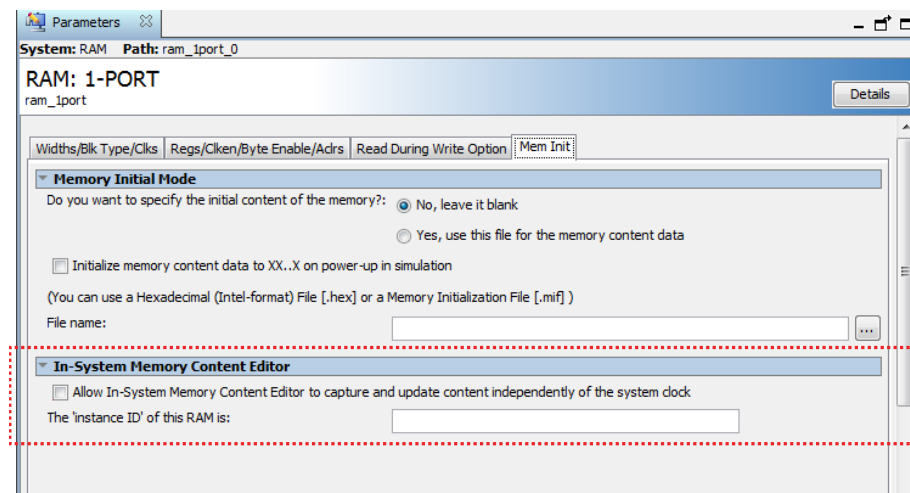 Parameters
System: RAM Path: ram_1port_0
RAM: 1-PORT
ram_1port
Details
Widths/Blk Type/Clks Regs/Clken/Byte Enable/Aclrs Read During Write Option Mem Init
Memory Initial Mode
Do you want to specify the initial content of the memory?: No, leave it blank
Yes, use this file for the memory content data
Initialize memory content data to XX..X on power-up in simulation
(You can use a Hexadecimal (Intel-format) File [.hex] or a Memory Initialization File [.mif] )
File name: ...
In-System Memory Content Editor
Allow In-System Memory Content Editor to capture and update content independently of the system clock
The 'instance ID' of this RAM is: